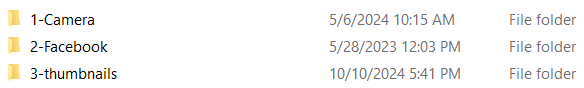 1-Camera 5/6/2024 10:15 AM File folder
2-Facebook 5/28/2023 12:03 PM File folder
3-thumbnails 10/10/2024 5:41 PM File folder